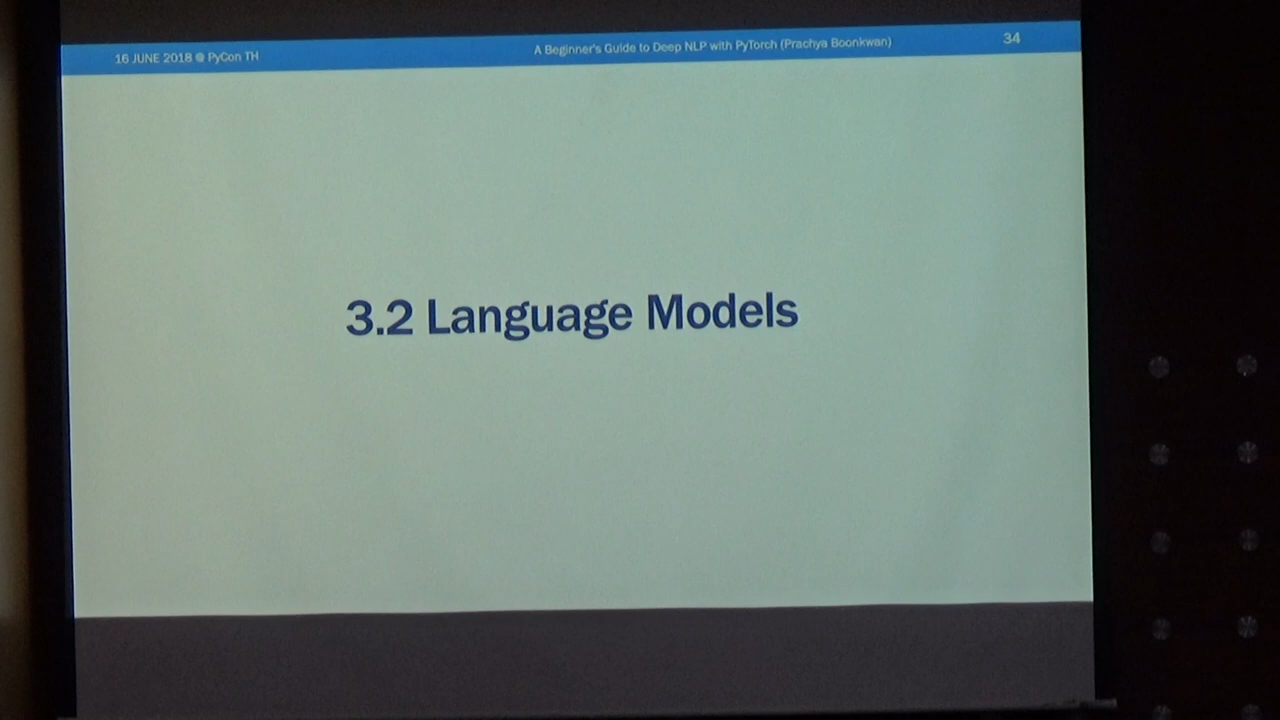 16 JUNE 2018 @ PyCon TH
A Beginner's Guide to Deep NLP with PyTorch (Prachya Boonkwan)
34
3.2 Language Models